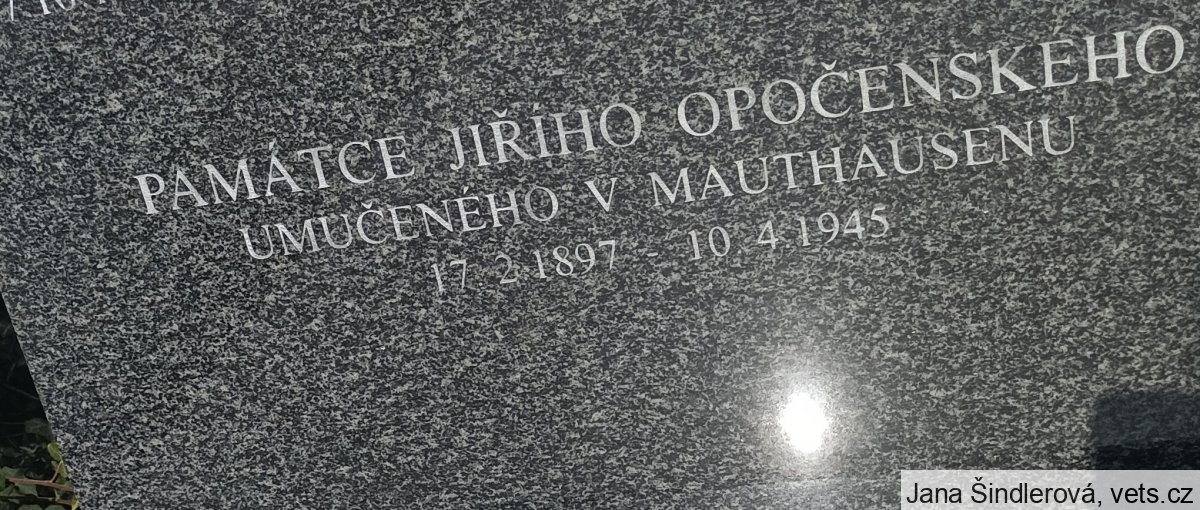 PAMÁTCE JIŘÍHO OPOČENSKÉHO
UMUČENÉHO V MAUTHAUSENU
17 2 1897 - 10 4 1945
Jana Šindlerová, vets.cz